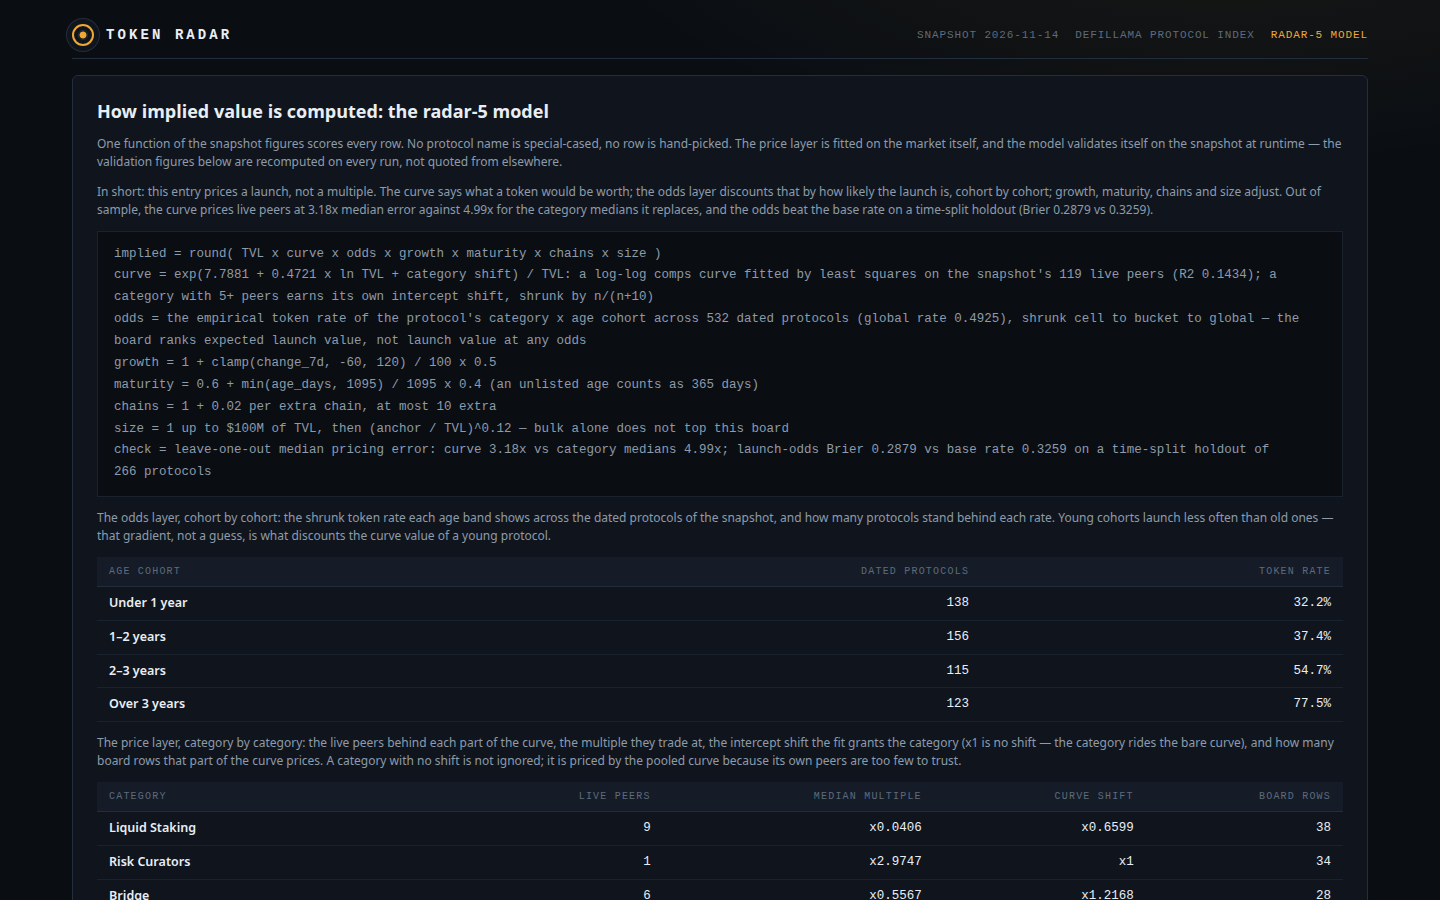 TOKEN RADAR
SNAPSHOT 2026-11-14 DEFILLAMA PROTOCOL INDEX RADAR-5 MODEL
How implied value is computed: the radar-5 model
One function of the snapshot figures scores every row. No protocol name is special-cased, no row is hand-picked. The price layer is fitted on the market itself, and the model validates itself on the snapshot at runtime — the
validation figures below are recomputed on every run, not quoted from elsewhere.
In short: this entry prices a launch, not a multiple. The curve says what a token would be worth; the odds layer discounts that by how likely the launch is, cohort by cohort; growth, maturity, chains and size adjust. Out of
sample, the curve prices live peers at 3.18x median error against 4.99x for the category medians it replaces, and the odds beat the base rate on a time-split holdout (Brier 0.2879 vs 0.3259).
implied = round( TVL x curve x odds x growth x maturity x chains x size )
curve = exp(7.7881 + 0.4721 x ln TVL + category shift) / TVL: a log-log comps curve fitted by least squares on the snapshot's 119 live peers (R2 0.1434); a
category with 5+ peers earns its own intercept shift, shrunk by n/(n+10)
odds = the empirical token rate of the protocol's category x age cohort across 532 dated protocols (global rate 0.4925), shrunk cell to bucket to global — the
board ranks expected launch value, not launch value at any odds
growth = 1 + clamp(change_7d, -60, 120) / 100 x 0.5
maturity = 0.6 + min(age_days, 1095) / 1095 x 0.4 (an unlisted age counts as 365 days)
chains = 1 + 0.02 per extra chain, at most 10 extra
size = 1 up to $100M of TVL, then (anchor / TVL)^0.12 — bulk alone does not top this board
check = leave-one-out median pricing error: curve 3.18x vs category medians 4.99x; launch-odds Brier 0.2879 vs base rate 0.3259 on a time-split holdout of
266 protocols
The odds layer, cohort by cohort: the shrunk token rate each age band shows across the dated protocols of the snapshot, and how many protocols stand behind each rate. Young cohorts launch less often than old ones —
that gradient, not a guess, is what discounts the curve value of a young protocol.
AGE COHORT DATED PROTOCOLS TOKEN RATE
Under 1 year 138 32.2%
1–2 years 156 37.4%
2–3 years 115 54.7%
Over 3 years 123 77.5%
The price layer, category by category: the live peers behind each part of the curve, the multiple they trade at, the intercept shift the fit grants the category (x1 is no shift — the category rides the bare curve), and how many
board rows that part of the curve prices. A category with no shift is not ignored; it is priced by the pooled curve because its own peers are too few to trust.
CATEGORY LIVE PEERS MEDIAN MULTIPLE CURVE SHIFT BOARD ROWS
Liquid Staking 9 x0.0406 x0.6599 38
Risk Curators 1 x2.9747 x1 34
Bridge 6 x0.5567 x1.2168 28